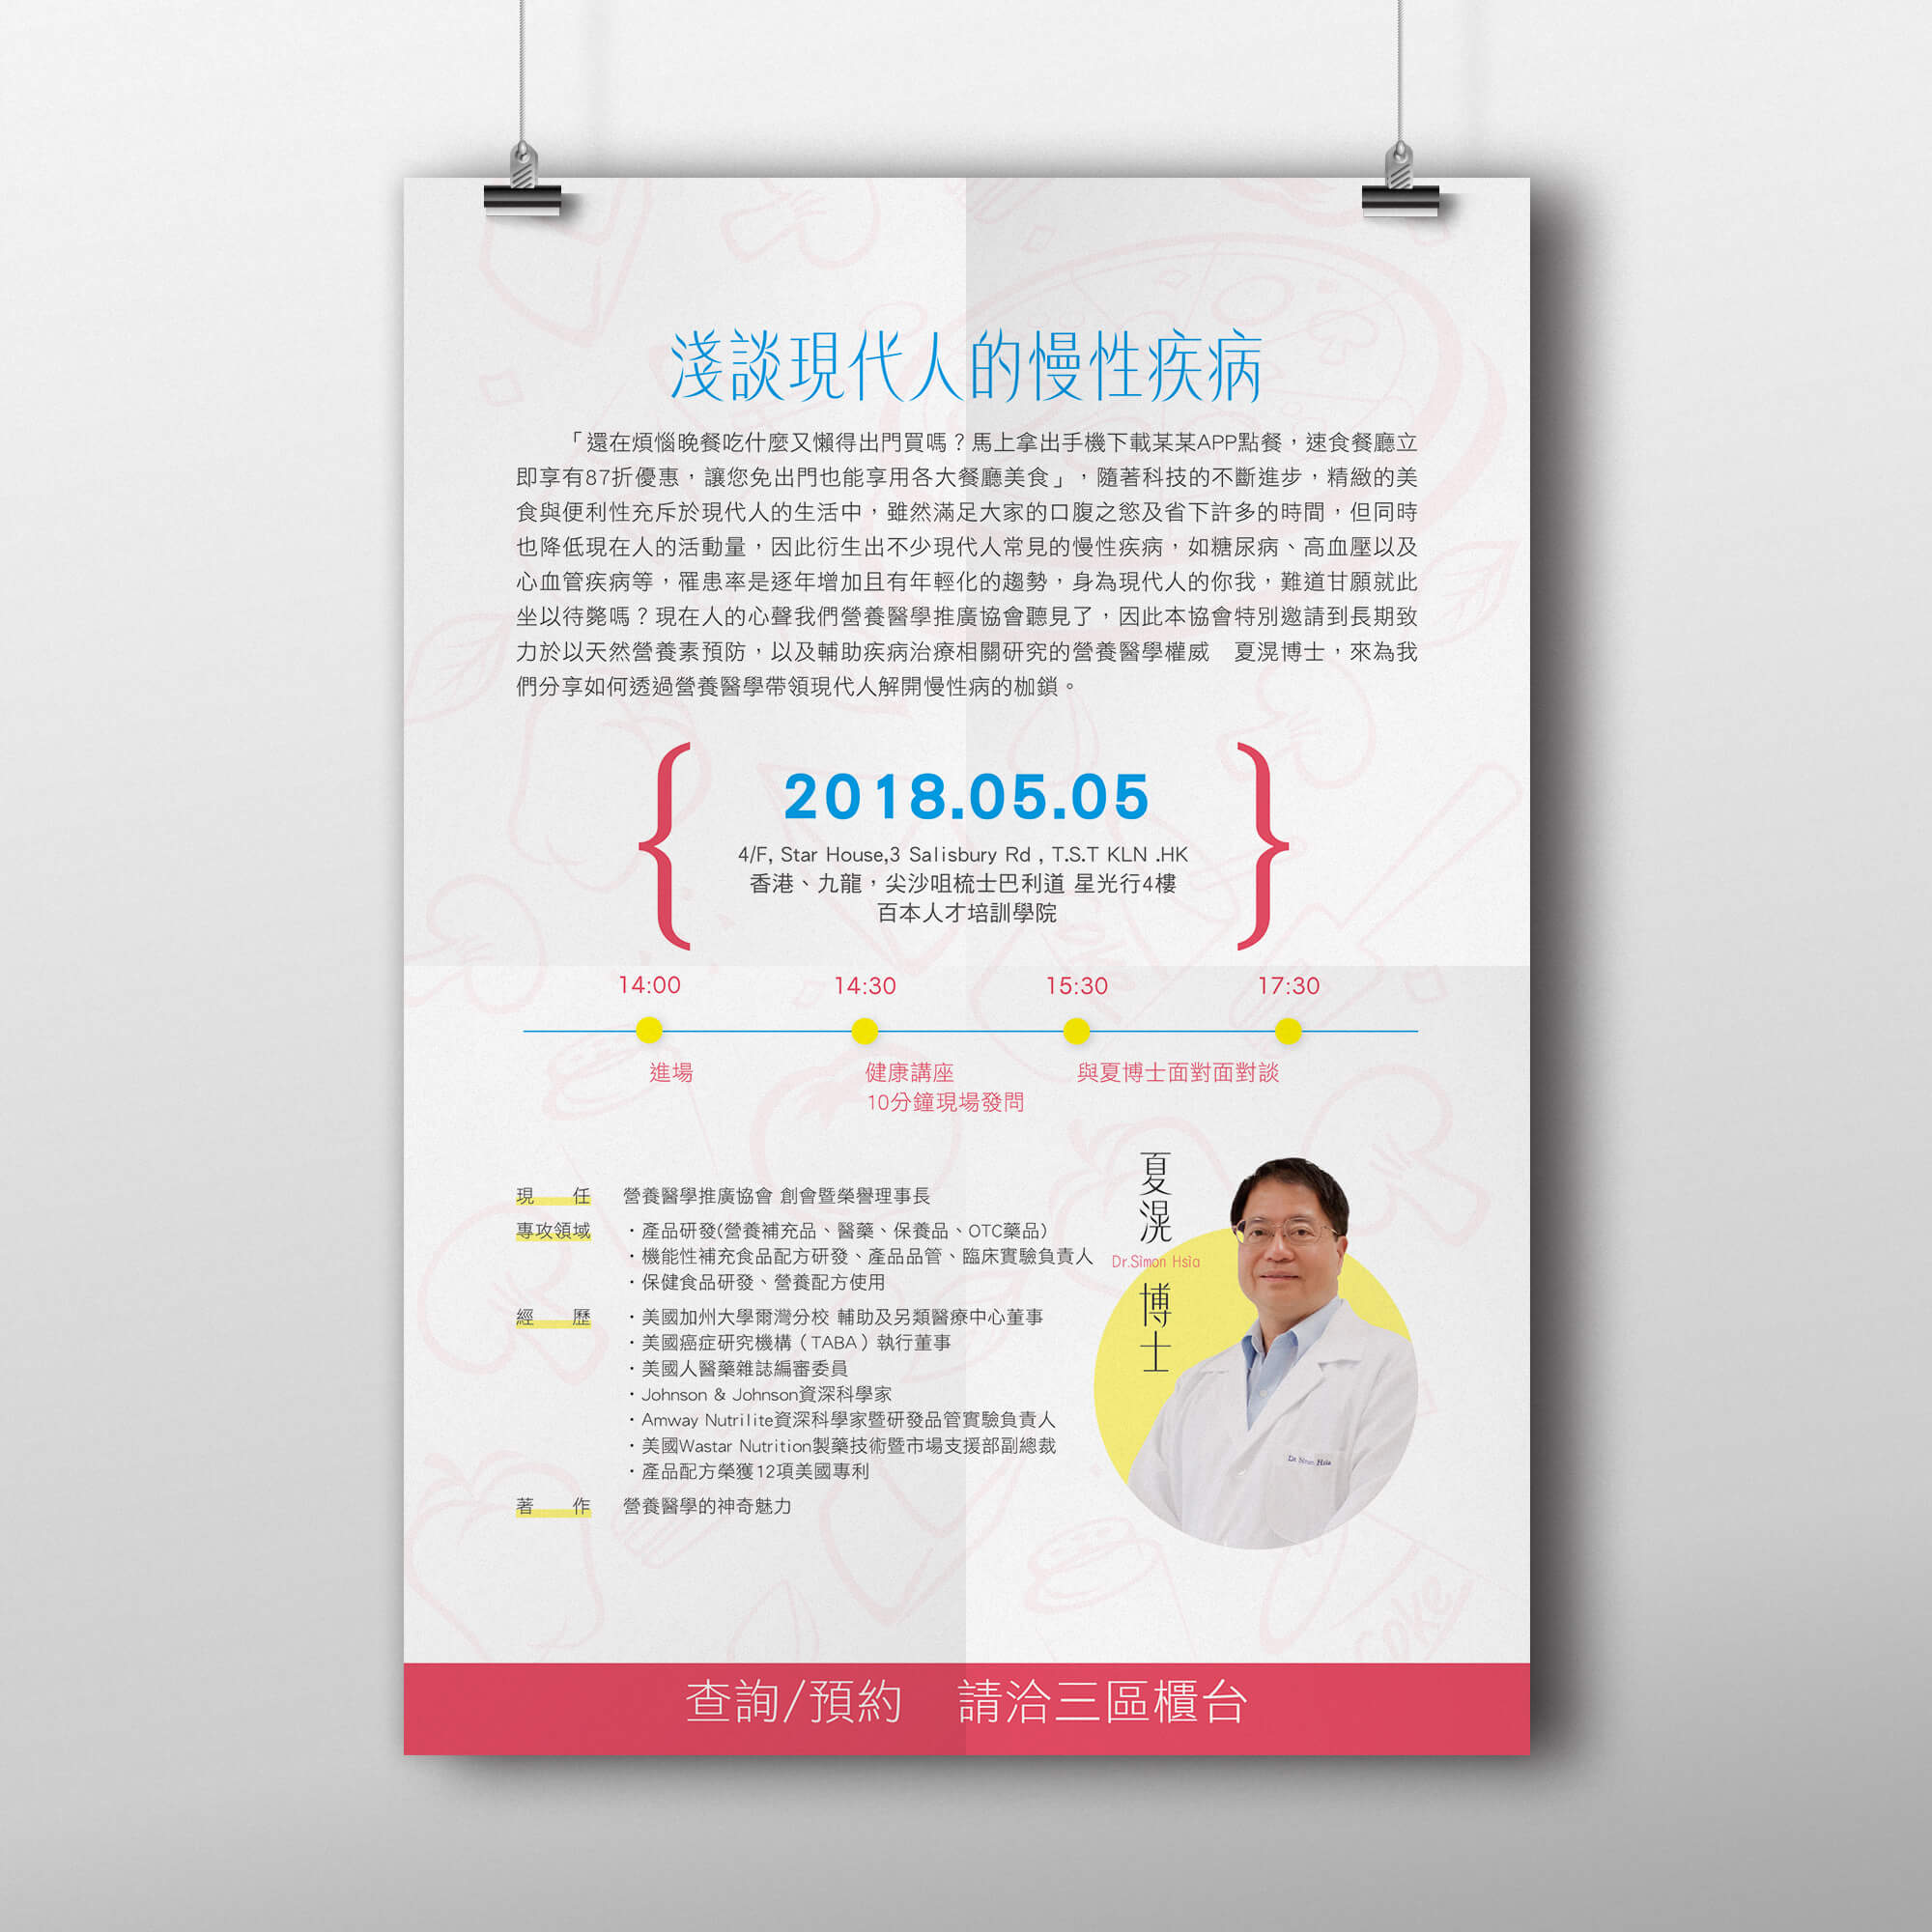 淺談現代人的慢性疾病
「還在煩惱晚餐吃什麼又懶得出門買嗎？馬上拿出手機下載某某APP點餐，速食餐廳立
即享有87折優惠，讓您免出門也能享用各大餐廳美食」，隨著科技的不斷進步，精緻的美
食與便利性充斥於現代人的生活中，雖然滿足大家的口腹之慾及省下許多的時間，但同時
也降低現在人的活動量，因此衍生出不少現代人常見的慢性疾病，如糖尿病、高血壓以及
心血管疾病等，罹患率是逐年增加且有年輕化的趨勢，身為現代人的你我，難道甘願就此
坐以待斃嗎？現在人的心聲我們營養醫學推廣協會聽見了，因此本協會特別邀請到長期致
力於以天然營養素預防，以及輔助疾病治療相關研究的營養醫學權威　夏滉博士，來為我
們分享如何透過營養醫學帶領現代人解開慢性病的枷鎖。
2018.05.05
4/F, Star House,3 Salisbury Rd , T.S.T KLN .HK
香港、九龍，尖沙咀梳士巴利道 星光行4樓
百本人才培訓學院
14:00 14:30 15:30 17:30
進場 健康講座 與夏博士面對面對談
10分鐘現場發問
現　任 營養醫學推廣協會 創會暨榮譽理事長
專攻領域 ・產品研發(營養補充品、醫藥、保養品、OTC藥品)
・機能性補充食品配方研發、產品品管、臨床實驗負責人
・保健食品研發、營養配方使用
經　歷 ・美國加州大學爾灣分校 輔助及另類醫療中心董事
・美國癌症研究機構（TABA）執行董事
・美國人醫藥雜誌編審委員
・Johnson & Johnson資深科學家
・Amway Nutrilite資深科學家暨研發品管實驗負責人
・美國Wastar Nutrition製藥技術暨市場支援部副總裁
・產品配方榮獲12項美國專利
著　作 營養醫學的神奇魅力
夏滉
Dr.Simon Hsia
博士
Coke
查詢/預約　請洽三區櫃台